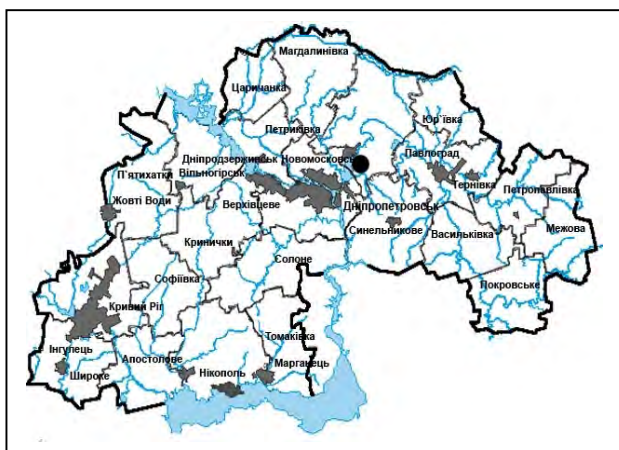 Магдалинівка
Царичанка
Юр'ївка
Петриківка
Дніпродзержинськ
Новомосковськ
Павлоград
П'ятихатки
Вільногірськ
Тернівка
Петропавлівка
Жовті Води
Верхівцеве
Дніпропетровськ
Синельникове
Васильківка
Межова
Кринички
Солоне
Софіївка
Покровське
Кривий Ріг
Томаківка
Інгулець
Апостолове
Широке
Нікополь
Марганець